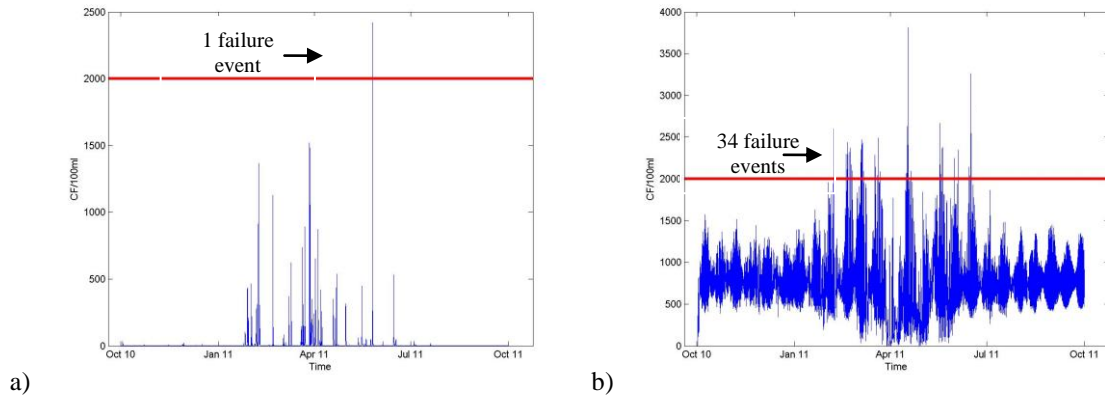 2500
2000
1500
1000
500
0
CF/100ml
1 failure
event
Oct 10 Jan 11 Apr 11 Jul 11 Oct 11
Time
a)
4000
3500
3000
2500
2000
1500
1000
500
0
CF/100ml
34 failure
events
Oct 10 Jan 11 Apr 11 Jul 11 Oct 11
Time
b)